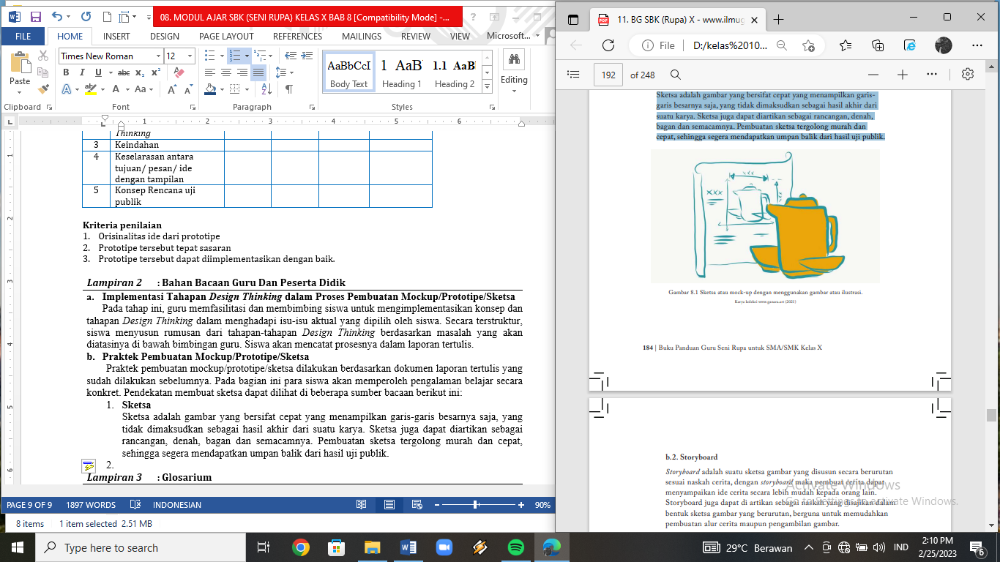 08. MODUL AJAR SBK (SENI RUPA) KELAS X BAB 8 [Compatibility Mode] -...
FILE HOME INSERT DESIGN PAGE LAYOUT REFERENCES MAILINGS REVIEW VIEW Microsoft...
Times New Roman 12
Paste
Clipboard Font Paragraph Styles
AaBbCcI 1 AaB 1.1 AaB
Body Text Heading 1 Heading 2
Editing
Thinking
3 Keindahan
4 Keselarasan antara
tujuan/ pesan/ ide
dengan tampilan
5 Konsep Rencana uji
publik
Kriteria penilaian
1. Orisinalitas ide dari prototipe
2. Prototipe tersebut tepat sasaran
3. Prototipe tersebut dapat diimplementasikan dengan baik.
Lampiran 2 : Bahan Bacaan Guru Dan Peserta Didik
a. Implementasi Tahapan Design Thinking dalam Proses Pembuatan Mockup/Prototipe/Sketsa
Pada tahap ini, guru memfasilitasi dan membimbing siswa untuk mengimplementasikan konsep dan
tahapan Design Thinking dalam menghadapi isu-isu aktual yang dipilih oleh siswa. Secara terstruktur,
siswa menyusun rumusan dari tahapan-tahapan Design Thinking berdasarkan masalah yang akan
diatasinya di bawah bimbingan guru. Siswa akan mencatat prosesnya dalam laporan tertulis.
b. Praktek Pembuatan Mockup/Prototipe/Sketsa
Praktek pembuatan mockup/prototipe/sketsa dilakukan berdasarkan dokumen laporan tertulis yang
sudah dilakukan sebelumnya. Pada bagian ini para siswa akan memperoleh pengalaman belajar secara
konkret. Pendekatan membuat sketsa dapat dilihat di beberapa sumber bacaan berikut ini:
1. Sketsa
Sketsa adalah gambar yang bersifat cepat yang menampilkan garis-garis besarnya saja, yang
tidak dimaksudkan sebagai hasil akhir dari suatu karya. Sketsa juga dapat diartikan sebagai
rancangan, denah, bagan dan semacamnya. Pembuatan sketsa tergolong murah dan cepat,
sehingga segera mendapatkan umpan balik dari hasil uji publik.
2.
Lampiran 3 : Glosarium
PAGE 9 OF 9 1897 WORDS INDONESIAN 90%
8 items 1 item selected 2.51 MB
11. BG SBK (Rupa) X - www.ilmug
File D:/kelas%2010...
192 of 248
Sketsa adalah gambar yang bersifat cepat yang menampilkan garis-
garis besarnya saja, yang tidak dimaksudkan sebagai hasil akhir dari
suatu karya. Sketsa juga dapat diartikan sebagai rancangan, denah,
bagan dan semacamnya. Pembuatan sketsa tergolong murah dan
cepat, sehingga segera mendapatkan umpan balik dari hasil uji publik.
xxx
xxx
xxx
Gambar 8.1 Sketsa atau mock-up dengan menggunakan gambar atau ilustrasi.
Karya koleksi www.ganara.art (2021)
184 | Buku Panduan Guru Seni Rupa untuk SMA/SMK Kelas X
b.2. Storyboard
Storyboard adalah suatu sketsa gambar yang disusun secara berurutan
sesuai naskah cerita, dengan storyboard maka pembuat cerita dapat
menyampaikan ide cerita secara lebih mudah kepada orang lain.
Storyboard juga dapat di artikan sebagai naskah yang disajikan dalam
bentuk sketsa gambar yang berurutan, berguna untuk memudahkan
pembuatan alur cerita maupun pengambilan gambar.
Activate Windows
Go to Settings to activate Windows.
Type here to search
29°C Berawan IND
2:10 PM
2/25/2023
6